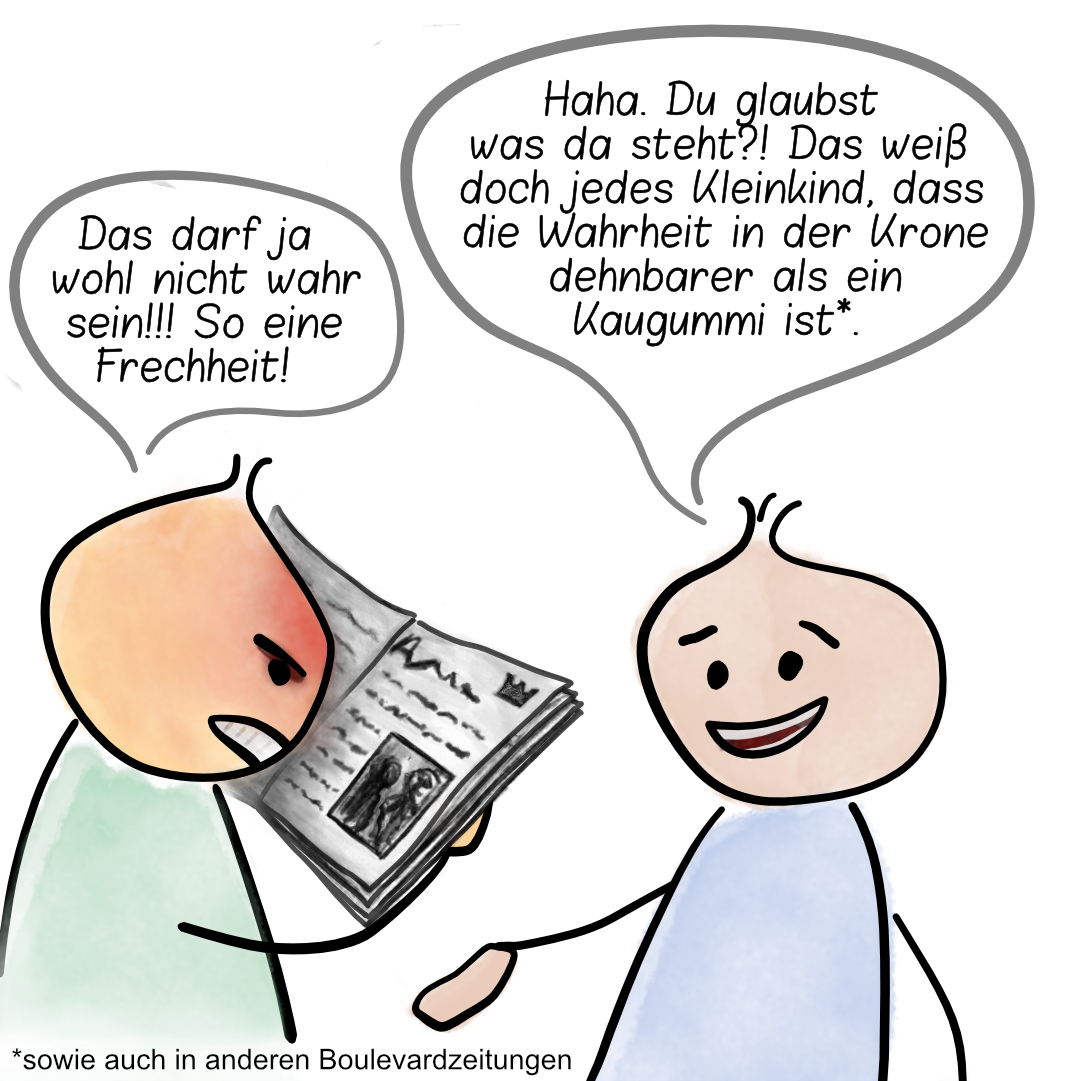 Das darf ja
wohl nicht wahr
sein!!! So eine
Frechheit!
Haha. Du glaubst
was da steht?! Das weiß
doch jedes Kleinkind, dass
die Wahrheit in der Krone
dehnbarer als ein
Kaugummi ist*.
*sowie auch in anderen Boulevardzeitungen